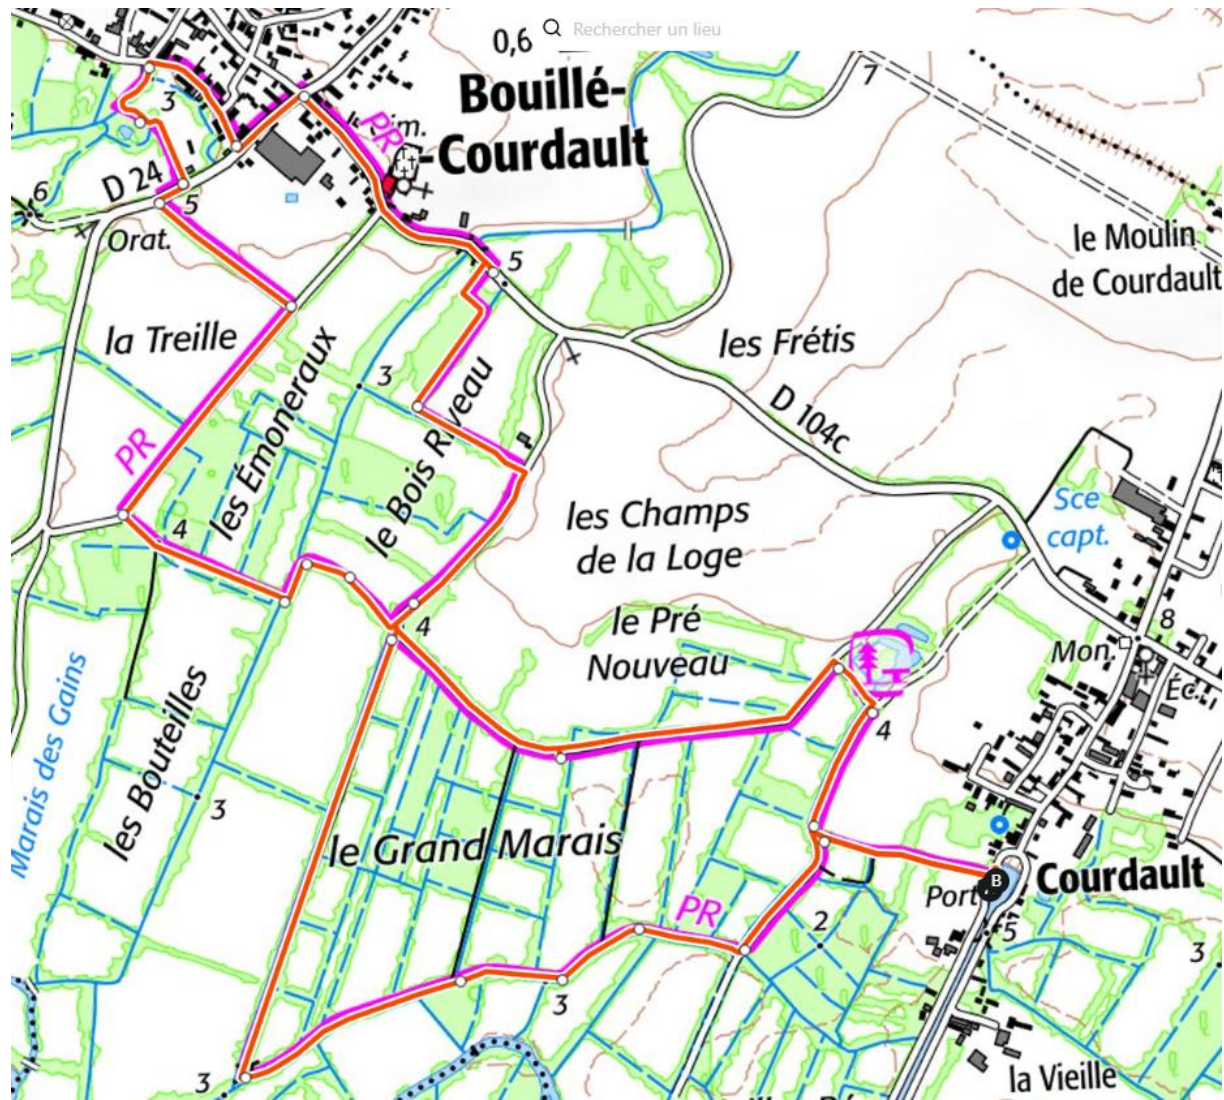 Rechercher un lieu
0,6
Bouillé-
-Courdault
7
3
PR
im.
D 24
6
5
Orat.
5
le Moulin
de Courdault
la Treille
les Frétis
3
les Émoneraux
le Bois Riveau
D 104c
PR
4
les Champs
de la Loge
Sce
capt.
le Pré
Nouveau
4
8
Mon.
Éc.
4
Marais des Gains
les Bouteilles
3
le Grand Marais
B
Port
Courdault
PR
2
5
3
3
3
la Vieille